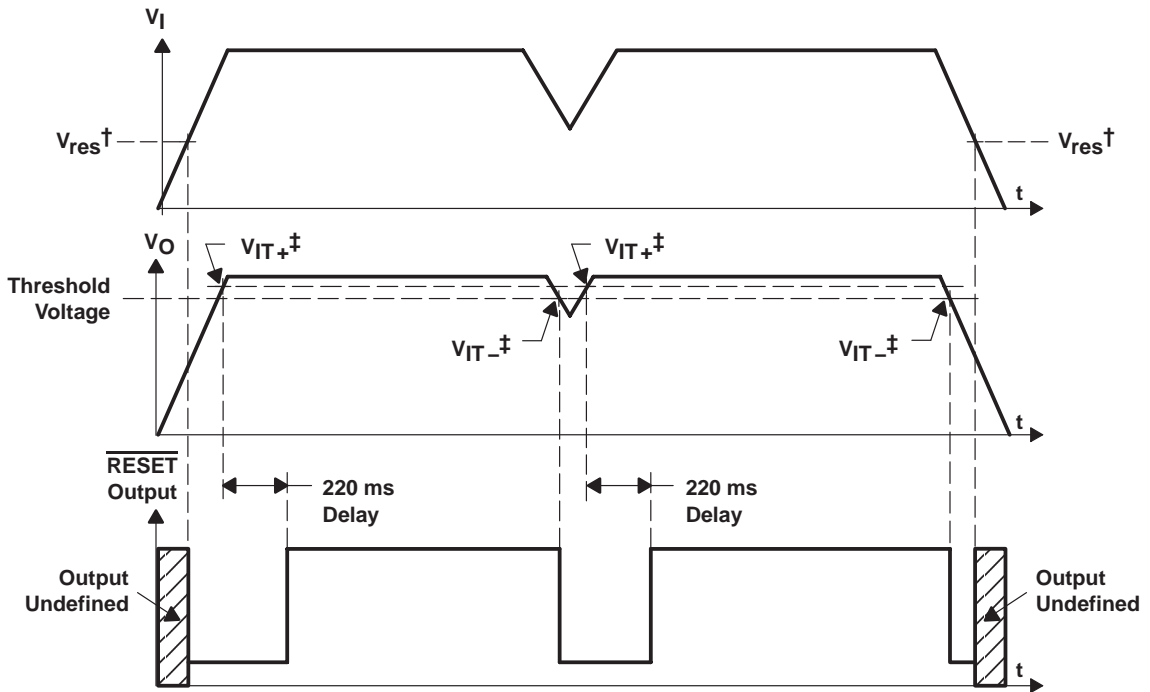 VI
Vres†
Vres†
t
VO
VIT+‡
VIT+‡
Threshold
Voltage
VIT–‡
VIT–‡
t
RESET
Output
220 ms
Delay
220 ms
Delay
Output
Undefined
Output
Undefined
t